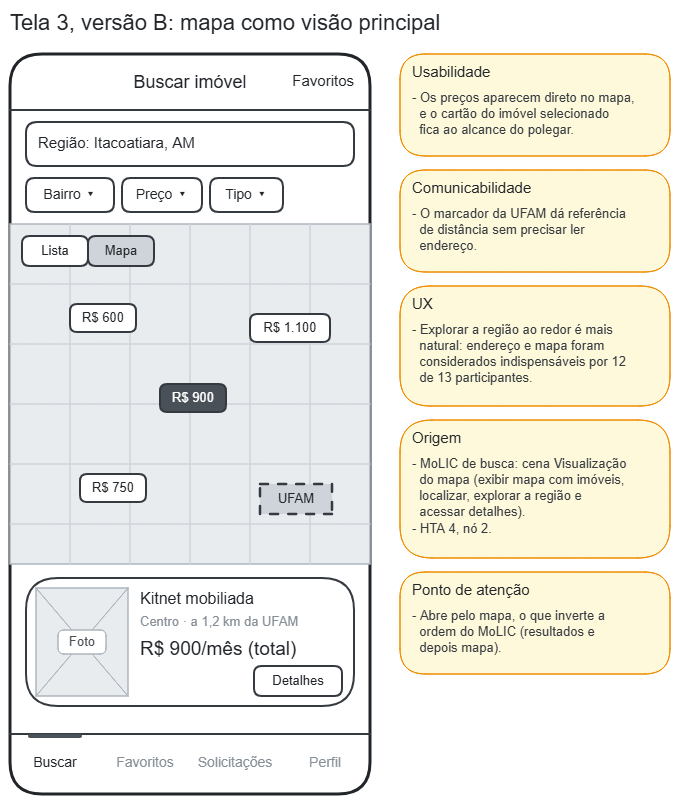 Tela 3, versão B: mapa como visão principal
Buscar imóvel
Favoritos
Região: Itacoatiara, AM
Bairro ▾
Preço ▾
Tipo ▾
Lista
Mapa
R$ 600
R$ 1.100
R$ 900
R$ 750
UFAM
Foto
Kitnet mobiliada
Centro · a 1,2 km da UFAM
R$ 900/mês (total)
Detalhes
Buscar
Favoritos
Solicitações
Perfil
Usabilidade
- Os preços aparecem direto no mapa,
e o cartão do imóvel selecionado
fica ao alcance do polegar.
Comunicabilidade
- O marcador da UFAM dá referência
de distância sem precisar ler
endereço.
UX
- Explorar a região ao redor é mais
natural: endereço e mapa foram
considerados indispensáveis por 12
de 13 participantes.
Origem
- MoLIC de busca: cena Visualização
do mapa (exibir mapa com imóveis,
localizar, explorar a região e
acessar detalhes).
- HTA 4, nó 2.
Ponto de atenção
- Abre pelo mapa, o que inverte a
ordem do MoLIC (resultados e
depois mapa).